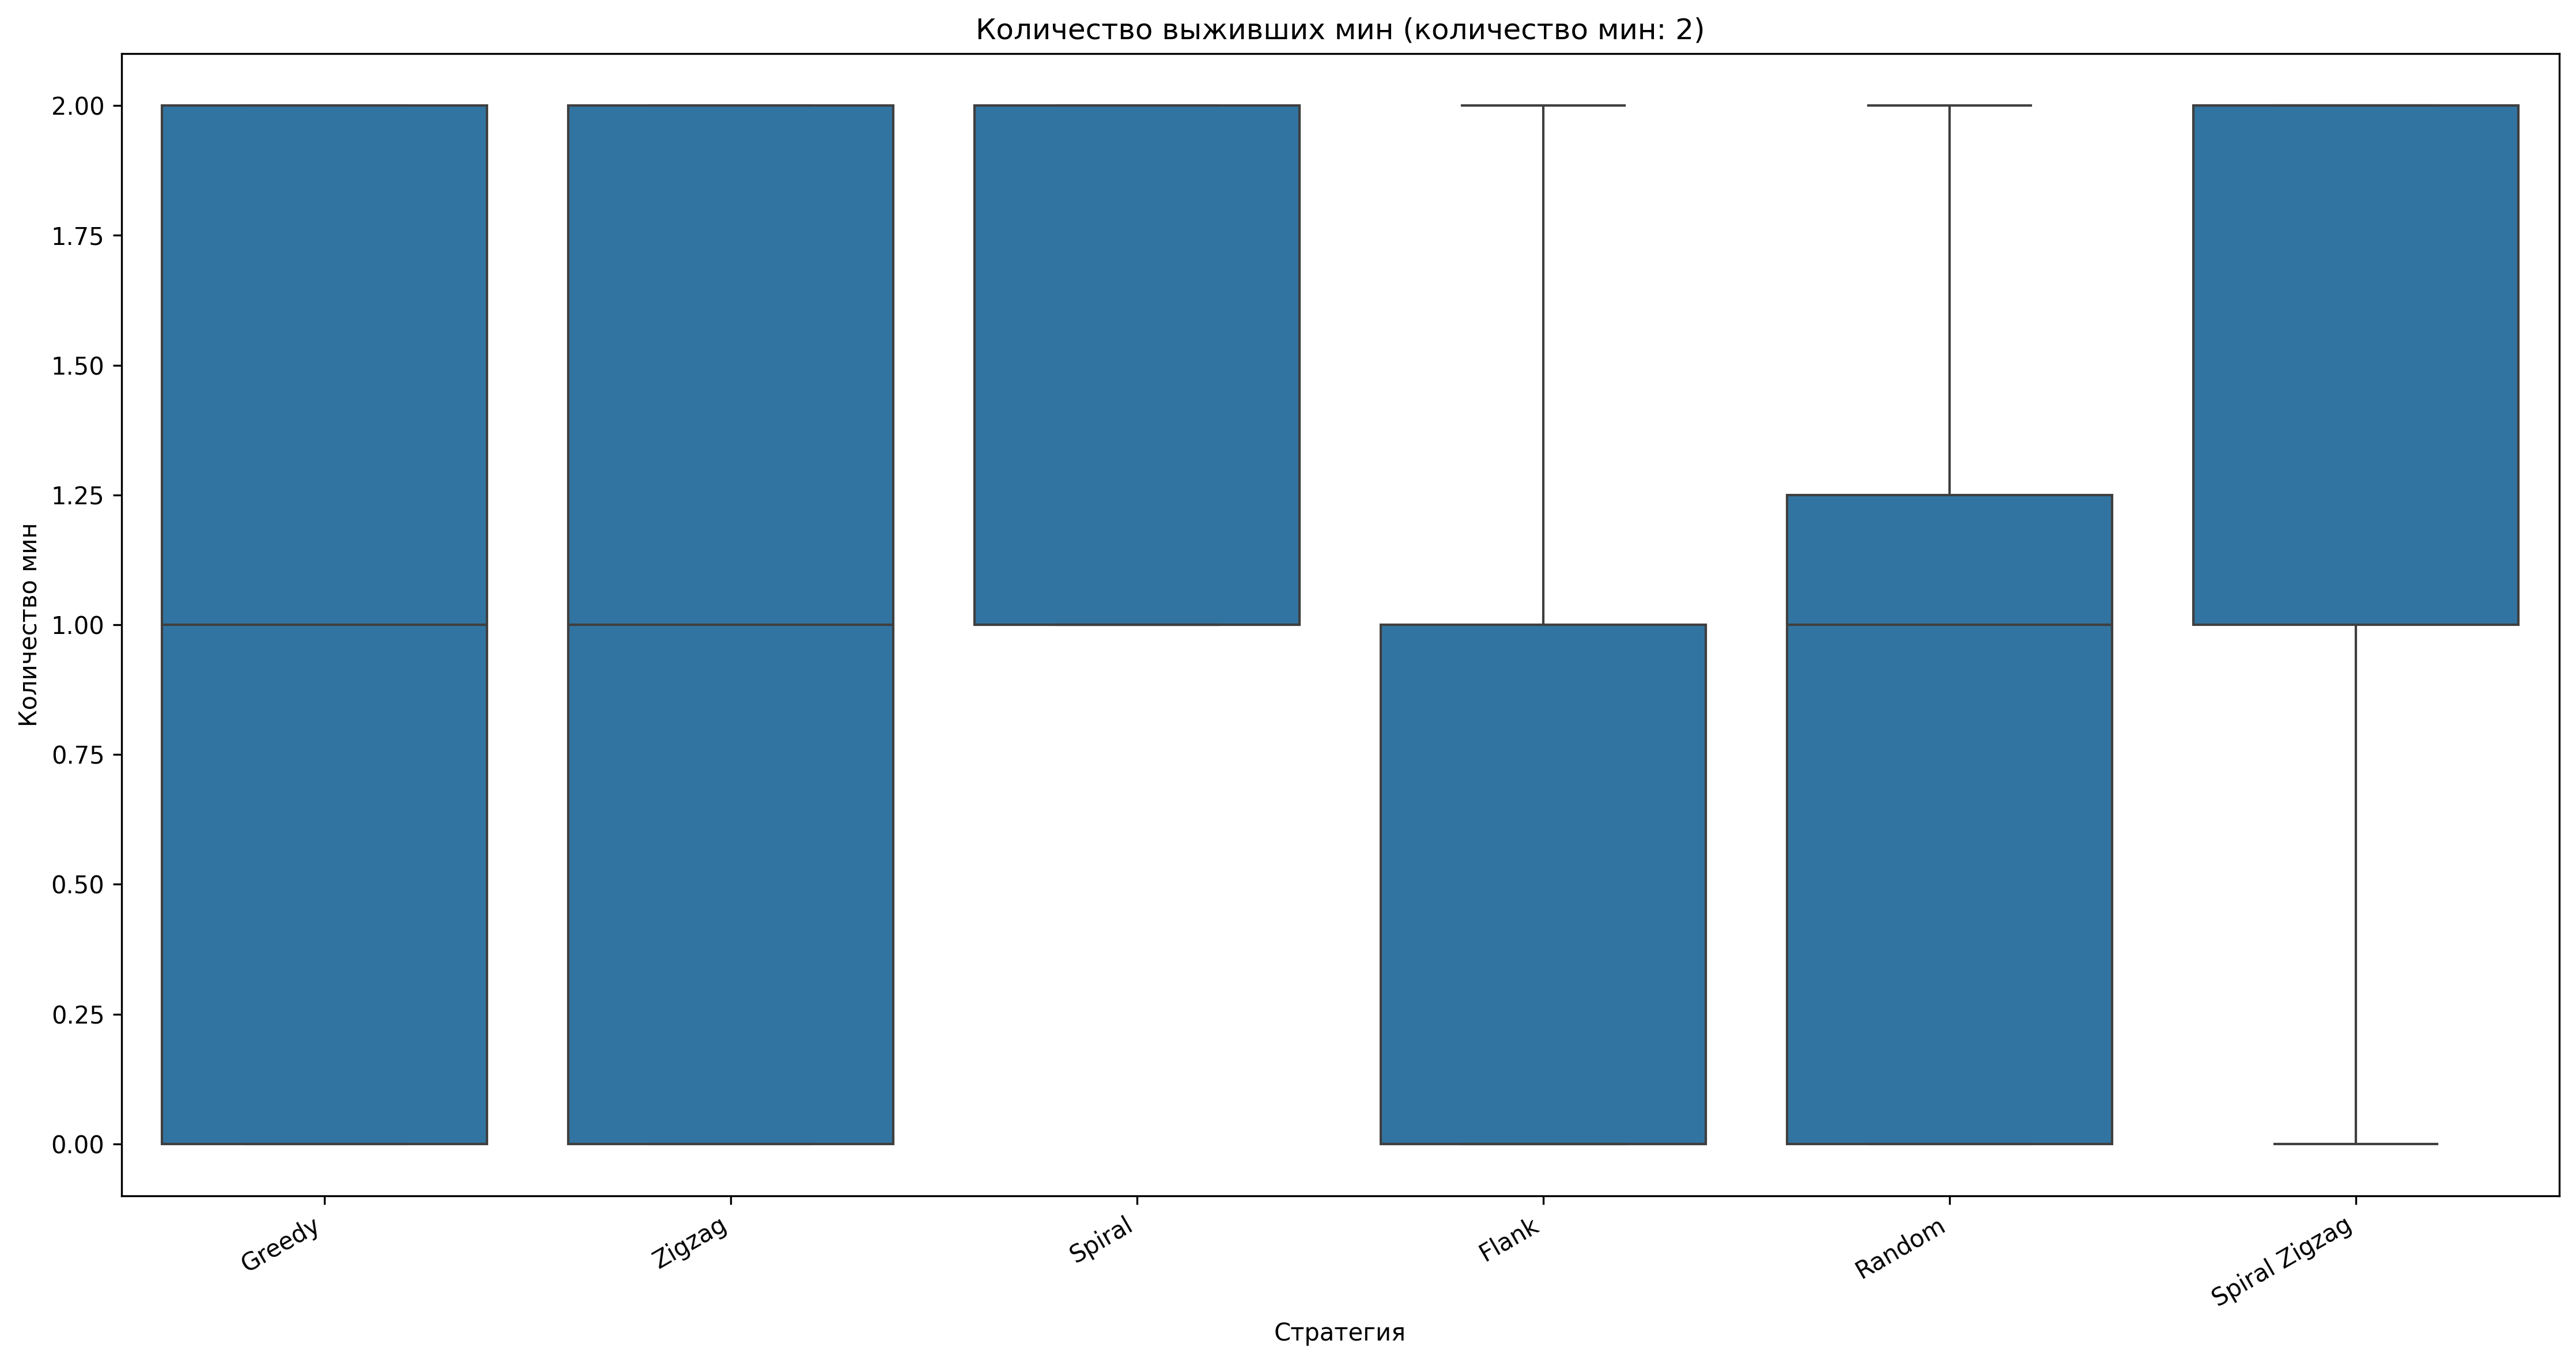 Количество выживших мин (количество мин: 2)
Количество мин
2.00
1.75
1.50
1.25
1.00
0.75
0.50
0.25
0.00
Greedy
Zigzag
Spiral
Flank
Random
Spiral Zigzag
Стратегия